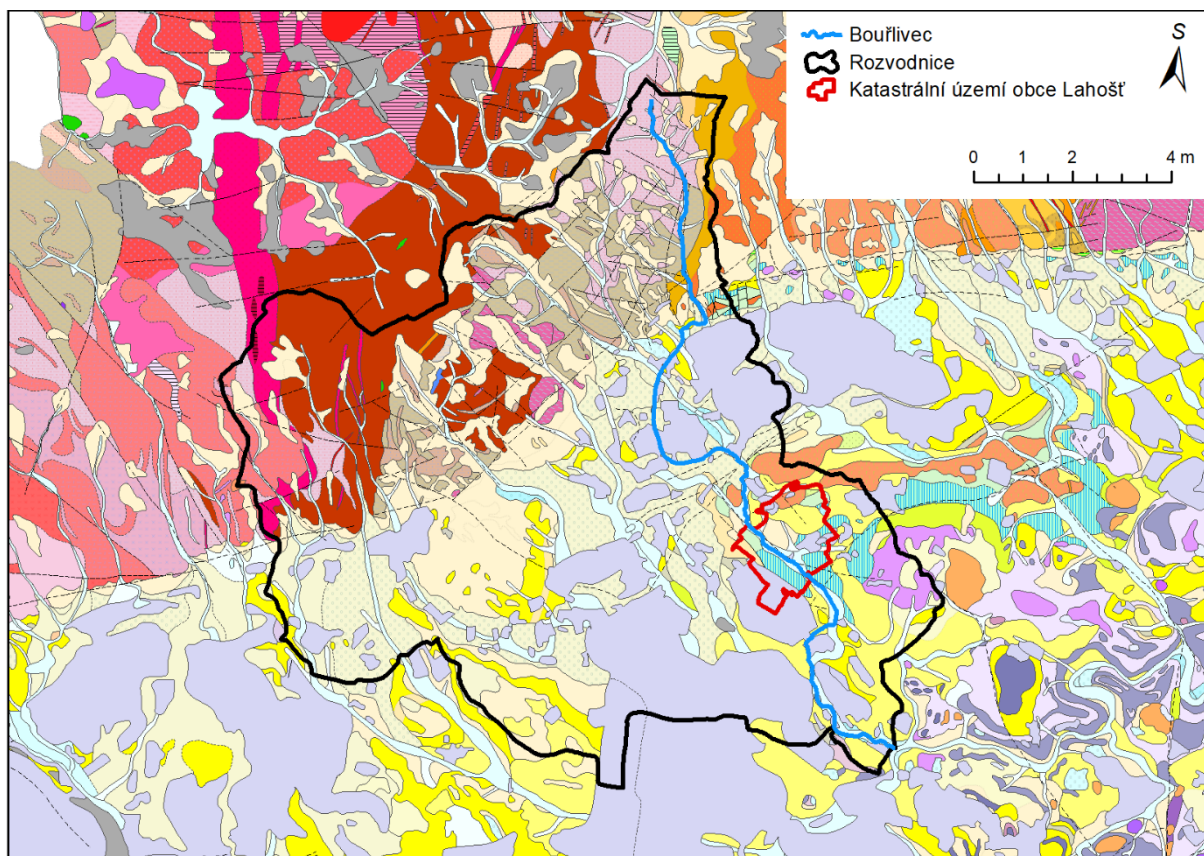 Bouřlivec
Rozvodnice
Katastrální území obce Lahošť
S
0 1 2 4 m